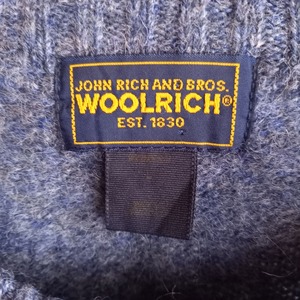 JOHN RICH AND BROS.
WOOLRICH®
EST. 1830